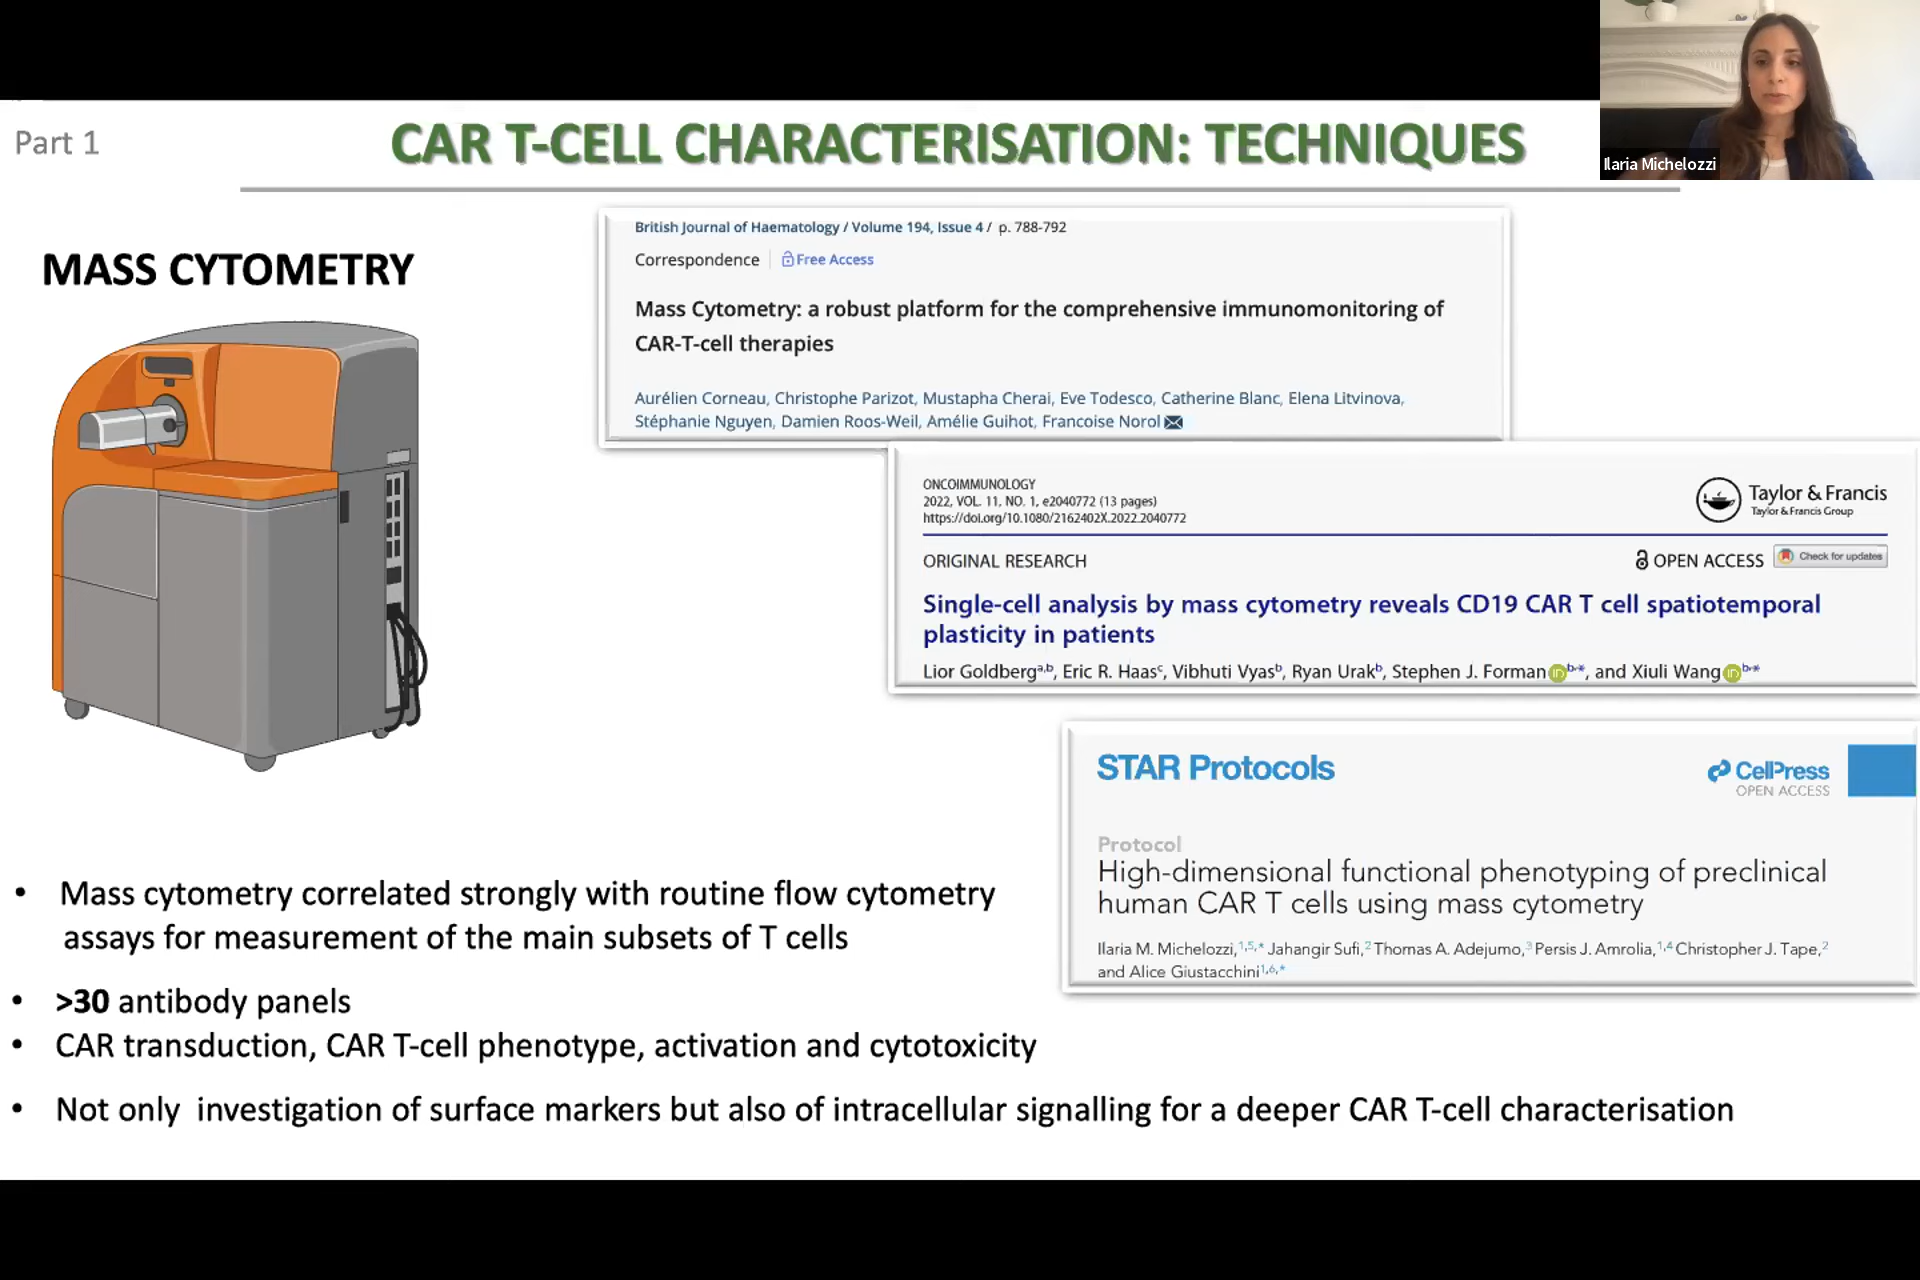 Part 1
CAR T-CELL CHARACTERISATION: TECHNIQUES
Ilaria Michelozzi
MASS CYTOMETRY
British Journal of Haematology / Volume 194, Issue 4 / p. 788-792
Correspondence Free Access
Mass Cytometry: a robust platform for the comprehensive immunomonitoring of
CAR-T-cell therapies
Aurélien Corneau, Christophe Parizot, Mustapha Cherai, Eve Todesco, Catherine Blanc, Elena Litvinova,
Stéphanie Nguyen, Damien Roos-Weil, Amélie Guihot, Francoise Norol
ONCOIMMUNOLOGY
2022, VOL. 11, NO. 1, e2040772 (13 pages)
https://doi.org/10.1080/2162402X.2022.2040772
Taylor & Francis
Taylor & Francis Group
ORIGINAL RESEARCH
OPEN ACCESS Check for updates
Single-cell analysis by mass cytometry reveals CD19 CAR T cell spatiotemporal
plasticity in patients
Lior Goldberg^a,b, Eric R. Haas^c, Vibhuti Vyas^b, Ryan Urak^b, Stephen J. Forman iD^b,*, and Xiuli Wang iD^b,*
STAR Protocols
CellPress
OPEN ACCESS
Protocol
High-dimensional functional phenotyping of preclinical
human CAR T cells using mass cytometry
Ilaria M. Michelozzi,^1,5,* Jahangir Sufi,^2 Thomas A. Adejumo,^3 Persis J. Amrolia,^1,4 Christopher J. Tape,^2
and Alice Giustacchini^1,6,*
• Mass cytometry correlated strongly with routine flow cytometry
assays for measurement of the main subsets of T cells
• >30 antibody panels
• CAR transduction, CAR T-cell phenotype, activation and cytotoxicity
• Not only investigation of surface markers but also of intracellular signalling for a deeper CAR T-cell characterisation